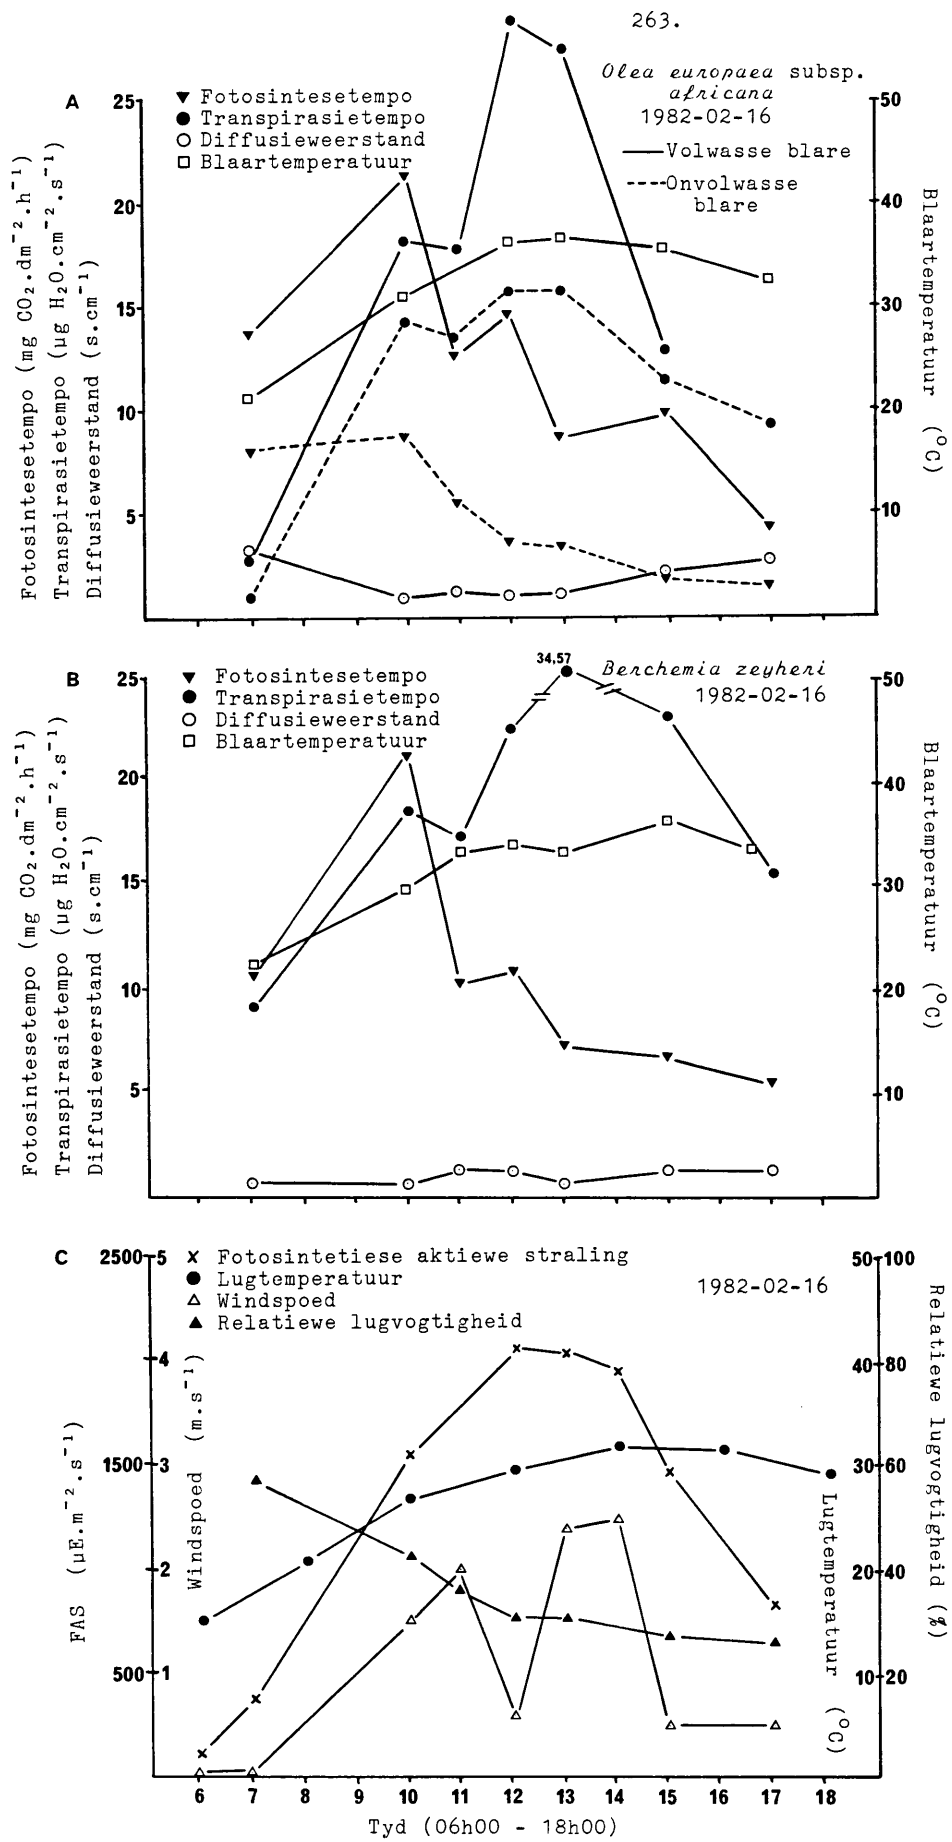 263.
A
▼ Fotosintesetempo
● Transpirasietempo
○ Diffusieweerstand
□ Blaartemperatuur
Olea europaea subsp.
africana
1982-02-16
Volwasse blare
Onvolwasse
blare
25
20
15
10
5
Fotosintesetempo (mg CO₂.dm⁻².h⁻¹)
Transpirasietempo (µg H₂O.cm⁻².s⁻¹)
Diffusieweerstand (s.cm⁻¹)
50
40
30
20
10
Blaartemperatuur (°C)
B
▼ Fotosintesetempo
● Transpirasietempo
○ Diffusieweerstand
□ Blaartemperatuur
34,57
Berchemia zeyheri
1982-02-16
25
20
15
10
5
Fotosintesetempo (mg CO₂.dm⁻².h⁻¹)
Transpirasietempo (µg H₂O.cm⁻².s⁻¹)
Diffusieweerstand (s.cm⁻¹)
50
40
30
20
10
Blaartemperatuur (°C)
C
x Fotosintetiese aktiewe straling
● Lugtemperatuur
△ Windspoed
▲ Relatiewe lugvogtigheid
1982-02-16
2500 5
4
1500 3
2
500 1
FAS (µE.m⁻².s⁻¹)
Windspoed (m.s⁻¹)
50 100
40 80
30 60
20 40
10 20
Lugtemperatuur (°C)
Relatiewe lugvogtigheid (%)
6 7 8 9 10 11 12 13 14 15 16 17 18
Tyd (06h00 - 18h00)